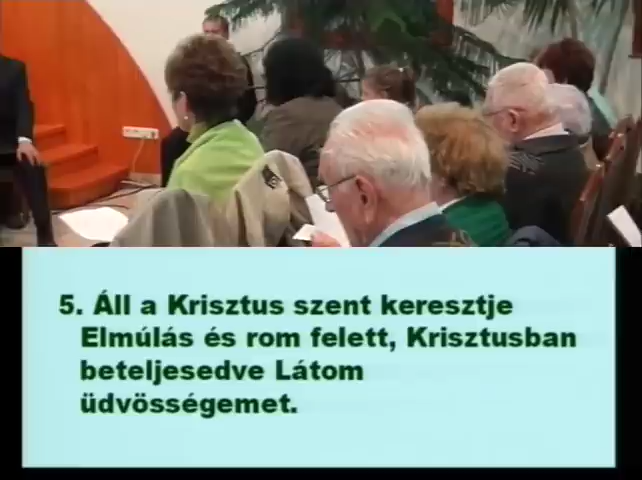 5. Áll a Krisztus szent keresztje
Elmúlás és rom felett, Krisztusban
beteljesedve Látom
üdvösségemet.